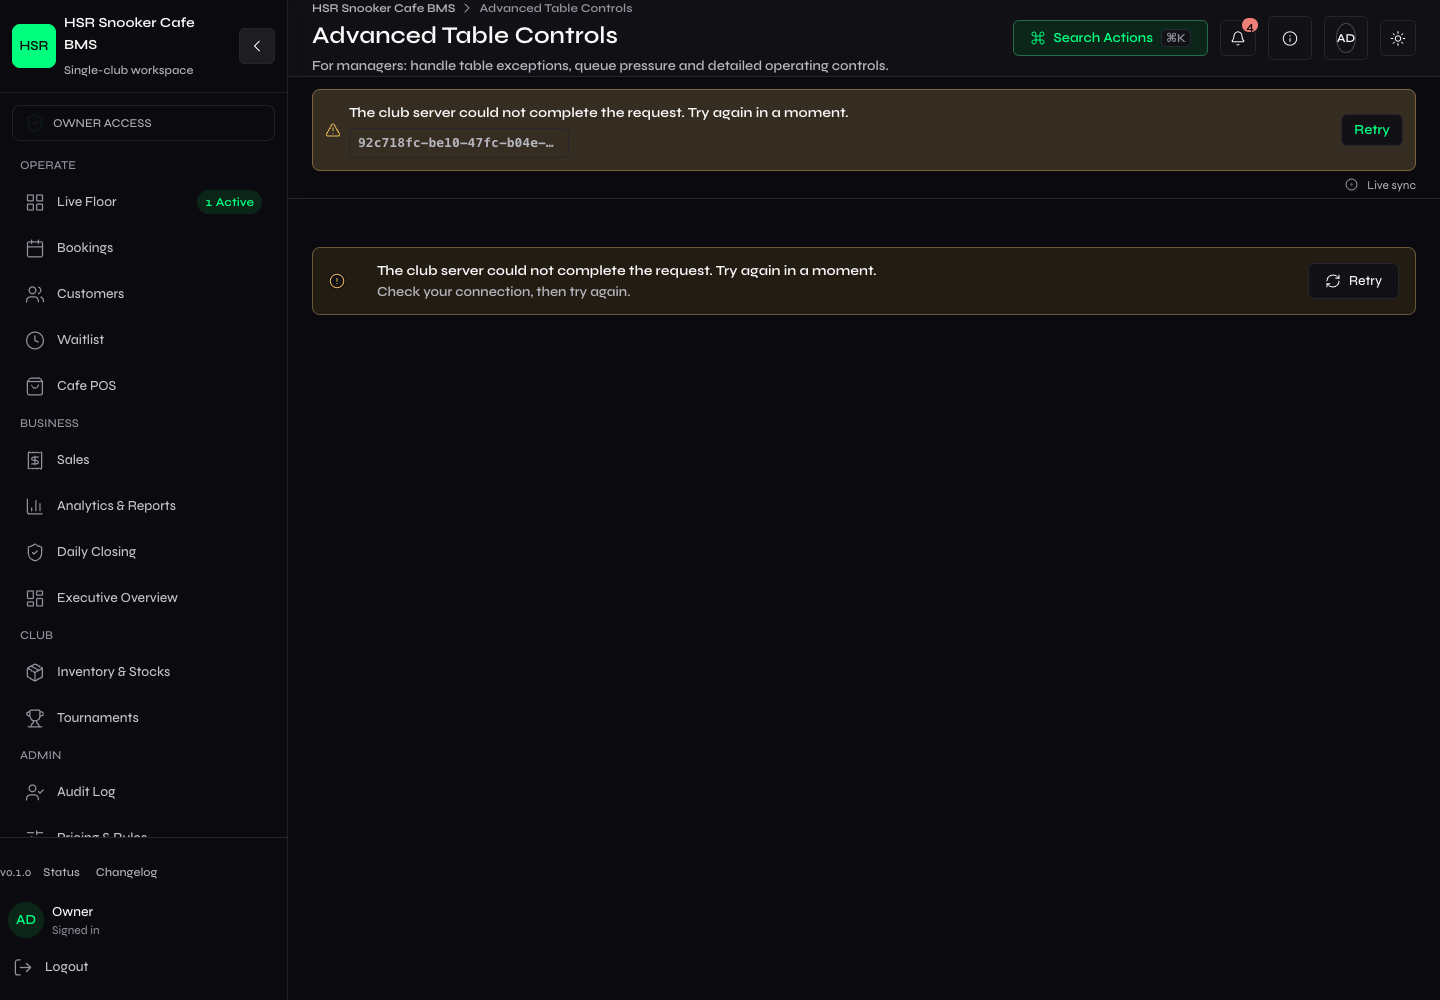 HSR
HSR Snooker Cafe
BMS
Single-club workspace
OWNER ACCESS
OPERATE
Live Floor
1 Active
Bookings
Customers
Waitlist
Cafe POS
BUSINESS
Sales
Analytics & Reports
Daily Closing
Executive Overview
CLUB
Inventory & Stocks
Tournaments
ADMIN
Audit Log
Pricing & Rules
v0.1.0 Status Changelog
AD
Owner
Signed in
Logout
HSR Snooker Cafe BMS > Advanced Table Controls
Advanced Table Controls
For managers: handle table exceptions, queue pressure and detailed operating controls.
Search Actions ⌘K
4
AD
The club server could not complete the request. Try again in a moment.
92c718fc-be10-47fc-b04e-…
Retry
Live sync
The club server could not complete the request. Try again in a moment.
Check your connection, then try again.
Retry